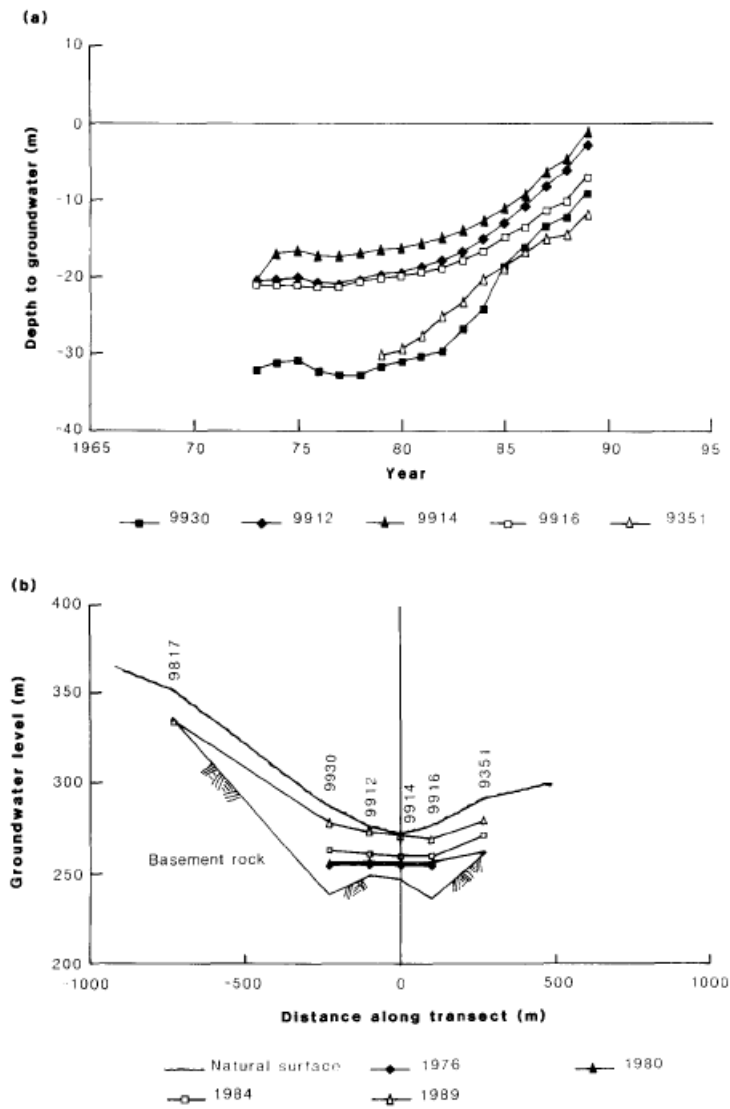 (a)
10
0
-10
-20
-30
-40
Depth to groundwater (m)
1965 70 75 80 85 90 95
Year
9930 9912 9914 9916 9351
(b)
400
350
300
250
200
Groundwater level (m)
9817
9930
9912
9914
9916
9351
Basement rock
-1000 -500 0 500 1000
Distance along transect (m)
Natural surface 1976 1980
1984 1989